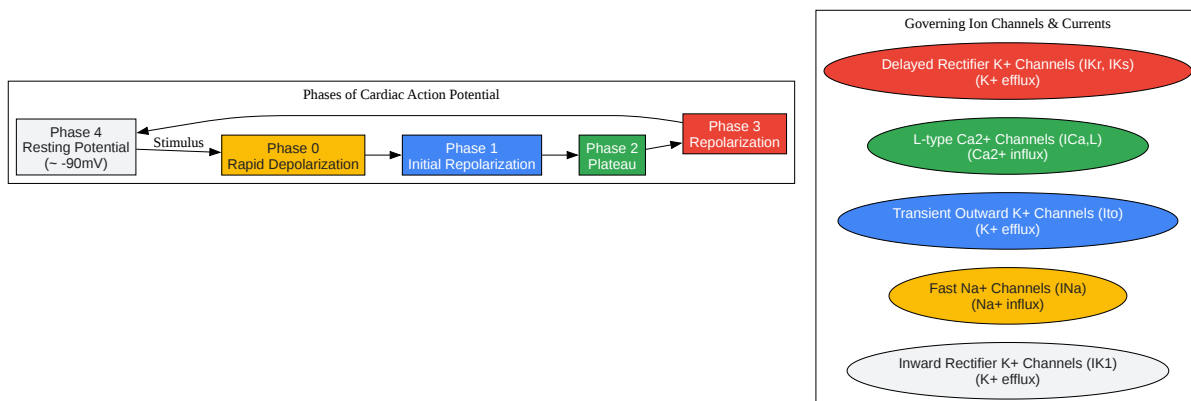 Phases of Cardiac Action Potential
Phase 4
Resting Potential
(~ -90mV)
Stimulus
Phase 0
Rapid Depolarization
Phase 1
Initial Repolarization
Phase 2
Plateau
Phase 3
Repolarization
Governing Ion Channels & Currents
Delayed Rectifier K+ Channels (IKr, IKs)
(K+ efflux)
L-type Ca2+ Channels (ICa,L)
(Ca2+ influx)
Transient Outward K+ Channels (Ito)
(K+ efflux)
Fast Na+ Channels (INa)
(Na+ influx)
Inward Rectifier K+ Channels (IK1)
(K+ efflux)